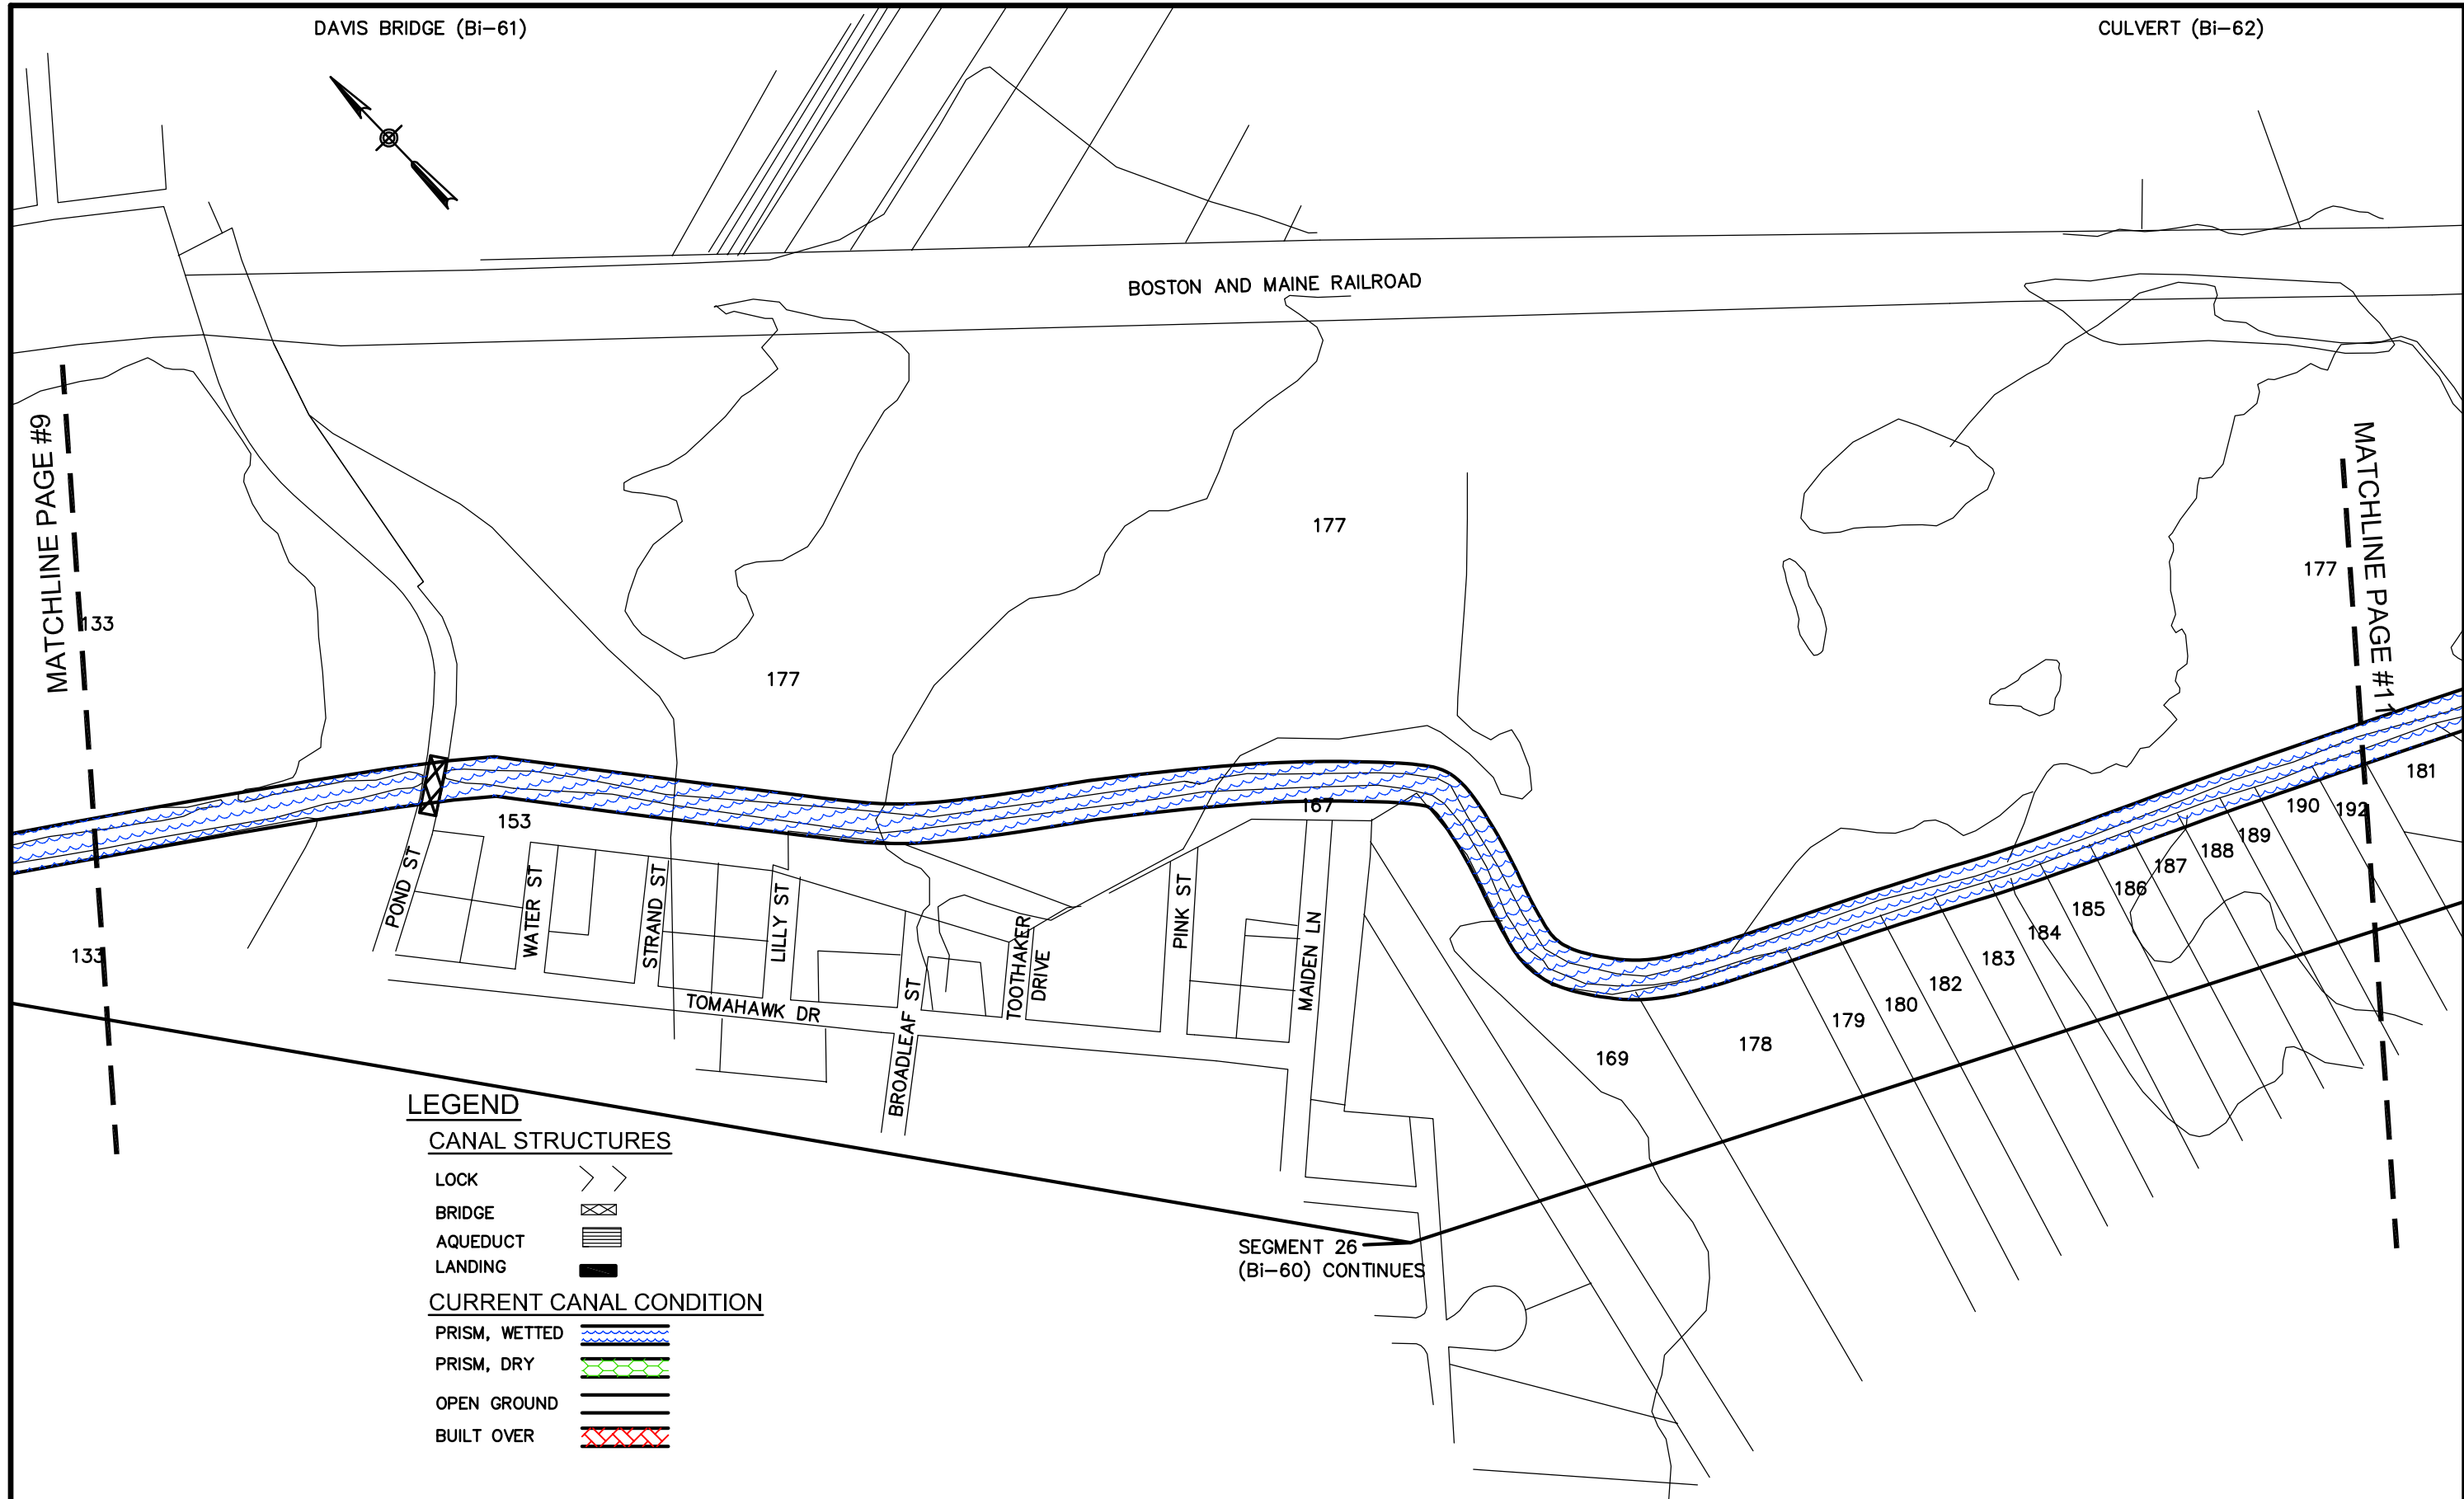 DAVIS BRIDGE (Bi-61)
CULVERT (Bi-62)
BOSTON AND MAINE RAILROAD
MATCHLINE PAGE #9
MATCHLINE PAGE #11
177
177
177
133
133
153
167
181
192
190
189
188
187
186
185
184
183
182
180
179
178
169
POND ST
WATER ST
STRAND ST
LILLY ST
BROADLEAF ST
TOOTHAKER
DRIVE
PINK ST
MAIDEN LN
TOMAHAWK DR
SEGMENT 26
(Bi-60) CONTINUES
LEGEND
CANAL STRUCTURES
LOCK
BRIDGE
AQUEDUCT
LANDING
CURRENT CANAL CONDITION
PRISM, WETTED
PRISM, DRY
OPEN GROUND
BUILT OVER